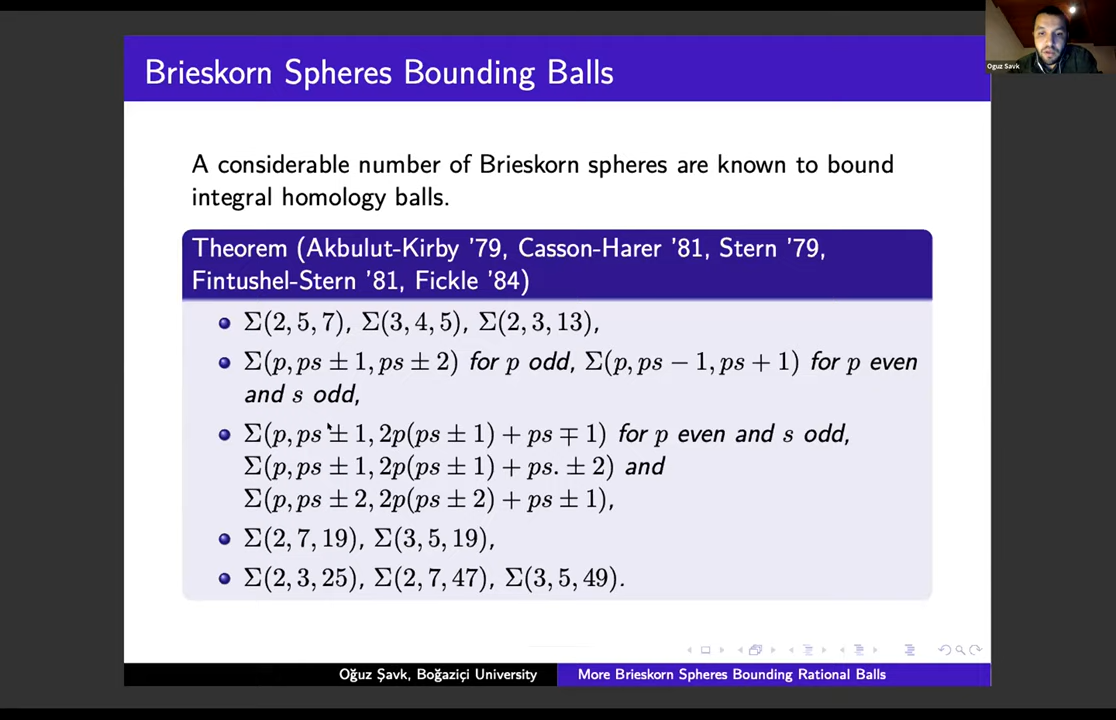 Brieskorn Spheres Bounding Balls
Oguz Savk
A considerable number of Brieskorn spheres are known to bound
integral homology balls.
Theorem (Akbulut-Kirby '79, Casson-Harer '81, Stern '79,
Fintushel-Stern '81, Fickle '84)
Σ(2, 5, 7), Σ(3, 4, 5), Σ(2, 3, 13),
Σ(p, ps ± 1, ps ± 2) for p odd, Σ(p, ps − 1, ps + 1) for p even
and s odd,
Σ(p, ps ± 1, 2p(ps ± 1) + ps ∓ 1) for p even and s odd,
Σ(p, ps ± 1, 2p(ps ± 1) + ps. ± 2) and
Σ(p, ps ± 2, 2p(ps ± 2) + ps ± 1),
Σ(2, 7, 19), Σ(3, 5, 19),
Σ(2, 3, 25), Σ(2, 7, 47), Σ(3, 5, 49).
Oğuz Şavk, Boğaziçi University
More Brieskorn Spheres Bounding Rational Balls